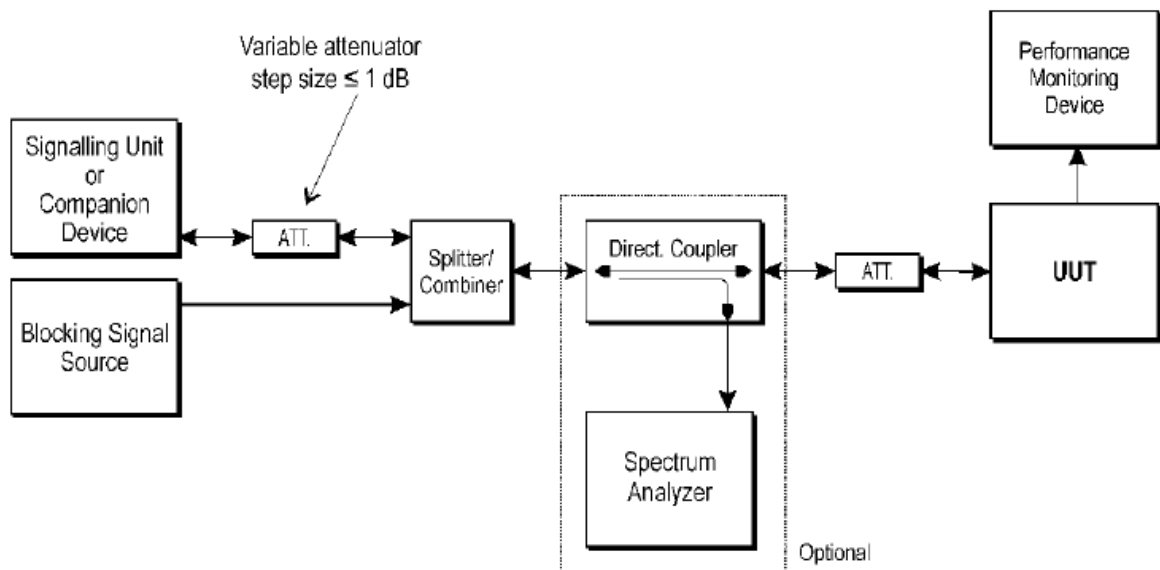 Variable attenuator
step size ≤ 1 dB
Performance
Monitoring
Device
Signalling Unit
or
Companion
Device
ATT.
Splitter/
Combiner
Direct. Coupler
ATT.
UUT
Blocking Signal
Source
Spectrum
Analyzer
Optional